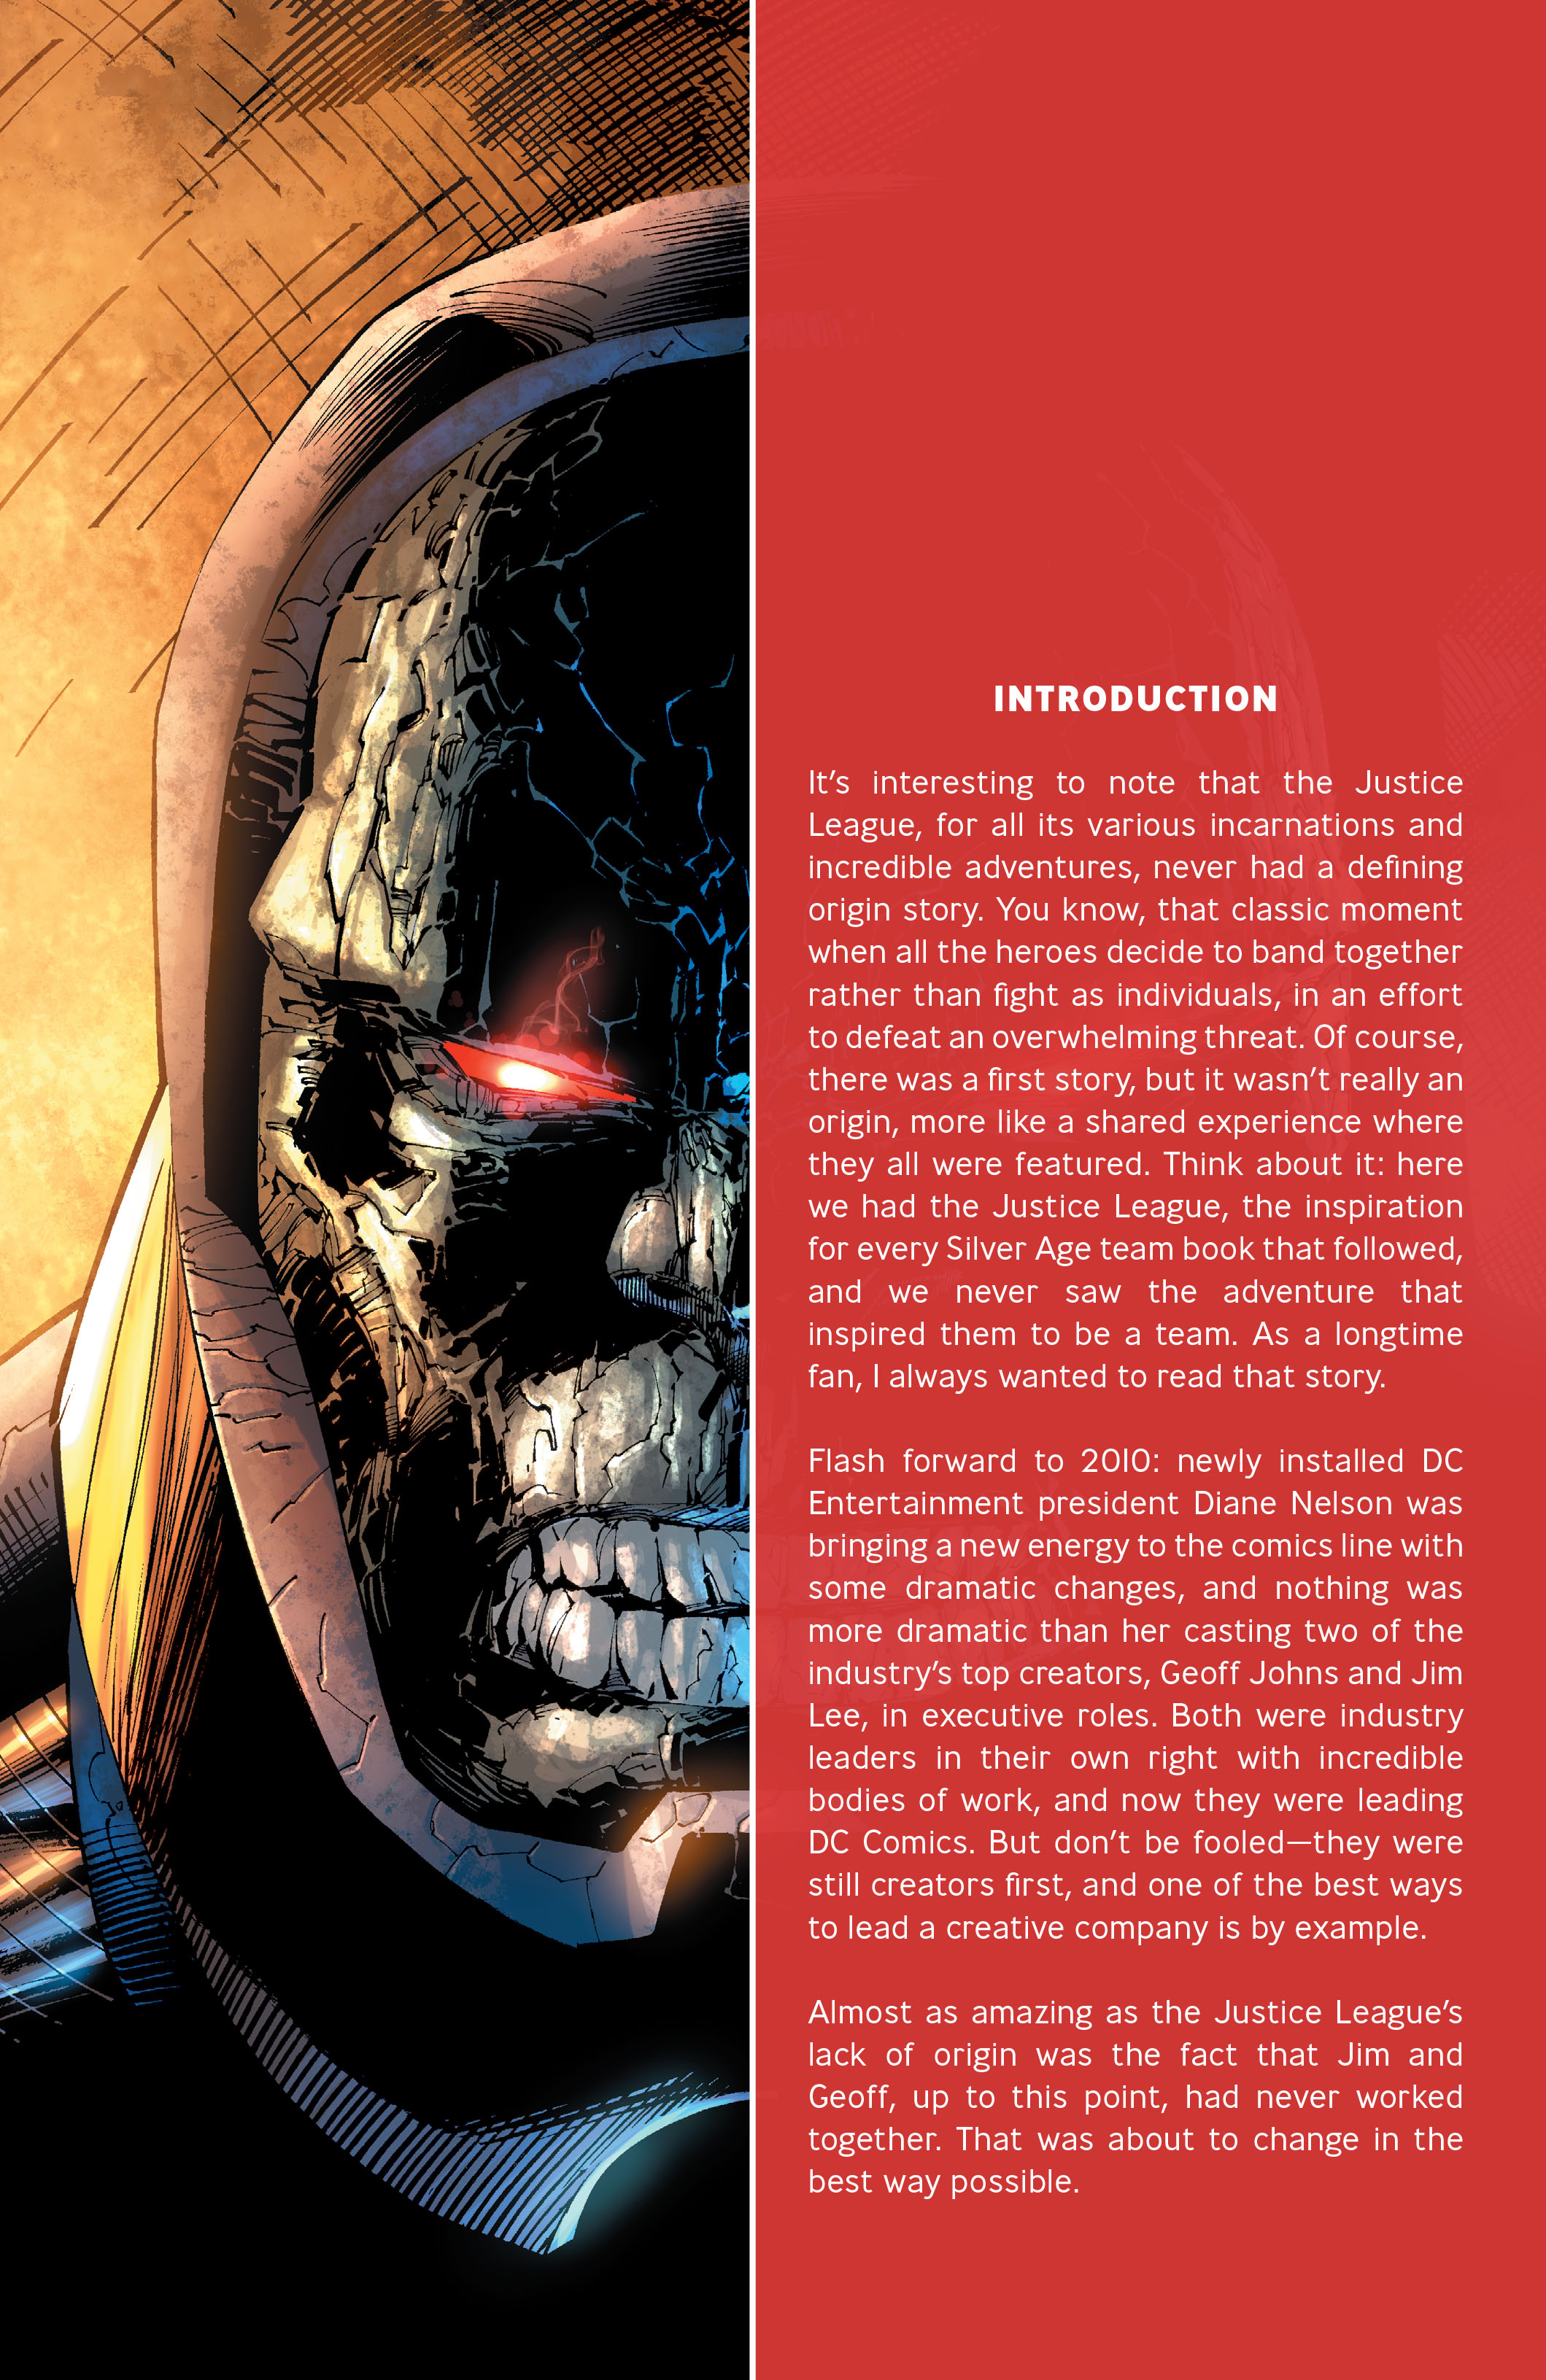 INTRODUCTION
It’s interesting to note that the Justice
League, for all its various incarnations and
incredible adventures, never had a defining
origin story. You know, that classic moment
when all the heroes decide to band together
rather than fight as individuals, in an effort
to defeat an overwhelming threat. Of course,
there was a first story, but it wasn’t really an
origin, more like a shared experience where
they all were featured. Think about it: here
we had the Justice League, the inspiration
for every Silver Age team book that followed,
and we never saw the adventure that
inspired them to be a team. As a longtime
fan, I always wanted to read that story.
Flash forward to 2010: newly installed DC
Entertainment president Diane Nelson was
bringing a new energy to the comics line with
some dramatic changes, and nothing was
more dramatic than her casting two of the
industry’s top creators, Geoff Johns and Jim
Lee, in executive roles. Both were industry
leaders in their own right with incredible
bodies of work, and now they were leading
DC Comics. But don’t be fooled—they were
still creators first, and one of the best ways
to lead a creative company is by example.
Almost as amazing as the Justice League’s
lack of origin was the fact that Jim and
Geoff, up to this point, had never worked
together. That was about to change in the
best way possible.